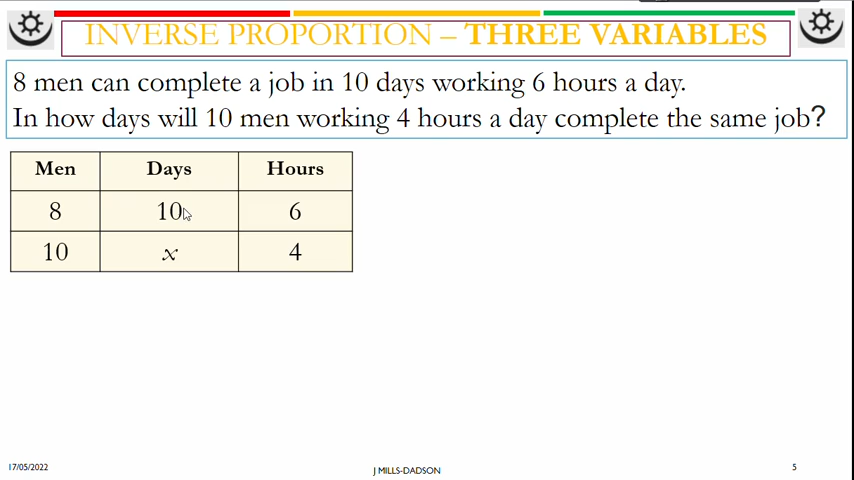 INVERSE PROPORTION – THREE VARIABLES
8 men can complete a job in 10 days working 6 hours a day.
In how days will 10 men working 4 hours a day complete the same job?
Men Days Hours
8 10 6
10 x 4
17/05/2022 J MILLS-DADSON 5